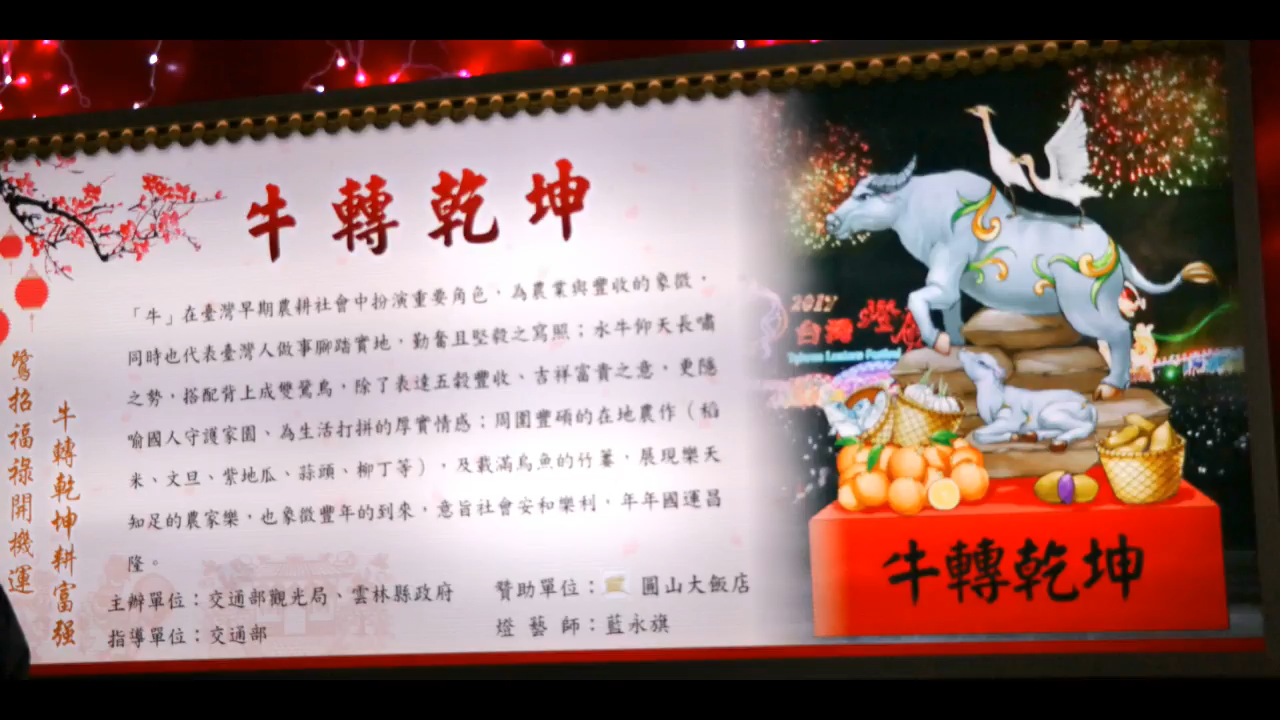 牛轉乾坤
「牛」在臺灣早期農耕社會中扮演重要角色，為農業與豐收的象徵，
同時也代表臺灣人做事腳踏實地，勤奮且堅毅之寫照；水牛仰天長嘯
之勢，搭配背上成雙鷺鳥，除了表達五穀豐收、吉祥富貴之意，更隱
喻國人守護家園、為生活打拼的厚實情感；周圍豐碩的在地農作（稻
米、文旦、紫地瓜、蒜頭、柳丁等），及載滿烏魚的竹簍，展現樂天
知足的農家樂，也象徵豐年的到來，意旨社會安和樂利，年年國運昌
隆。
主辦單位：交通部觀光局、雲林縣政府
指導單位：交通部
贊助單位：圓山大飯店
燈藝師：藍永旗
牛轉乾坤耕富强
鷺招福祿開機運
2017
台灣燈會
Taiwan Lantern Festival
牛轉乾坤